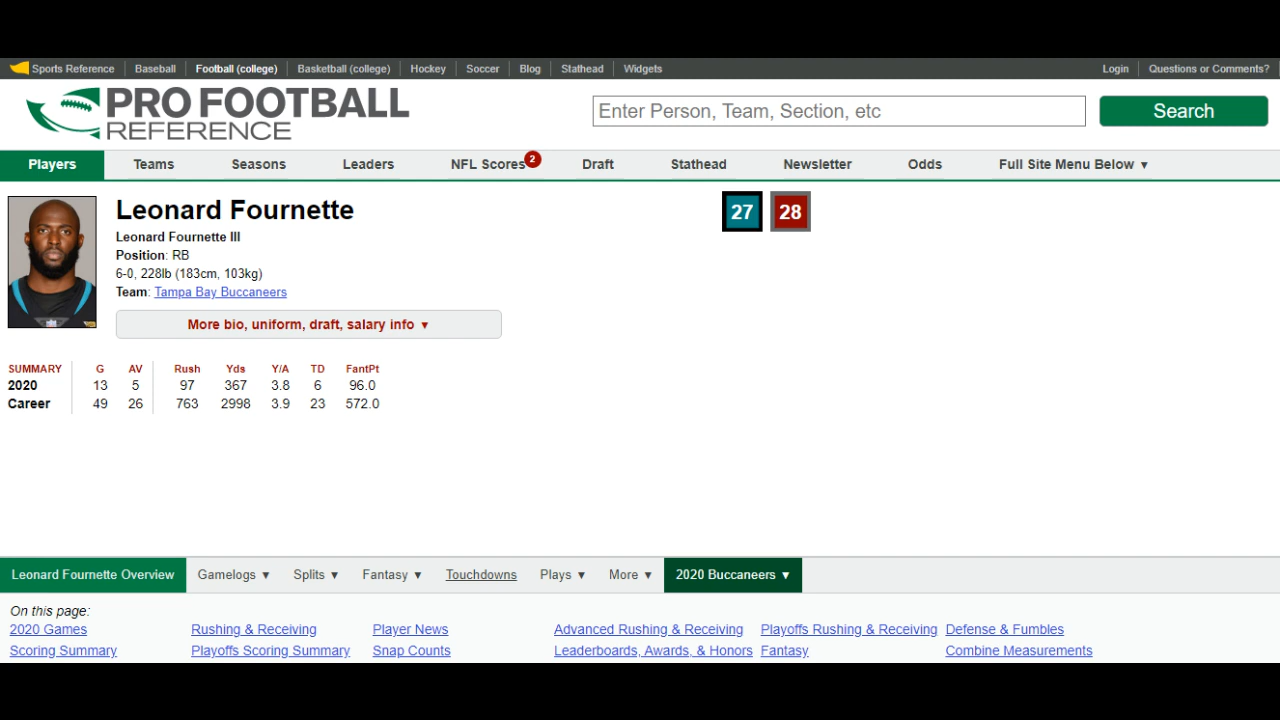 Sports Reference Baseball Football (college) Basketball (college) Hockey Soccer Blog Stathead Widgets Login Questions or Comments?
PRO FOOTBALL
REFERENCE
Enter Person, Team, Section, etc Search
Players Teams Seasons Leaders NFL Scores 2 Draft Stathead Newsletter Odds Full Site Menu Below ▼
Leonard Fournette
27 28
Leonard Fournette III
Position: RB
6-0, 228lb (183cm, 103kg)
Team: Tampa Bay Buccaneers
More bio, uniform, draft, salary info ▼
SUMMARY G AV Rush Yds Y/A TD FantPt
2020 13 5 97 367 3.8 6 96.0
Career 49 26 763 2998 3.9 23 572.0
Leonard Fournette Overview Gamelogs ▼ Splits ▼ Fantasy ▼ Touchdowns Plays ▼ More ▼ 2020 Buccaneers ▼
On this page:
2020 Games Rushing & Receiving Player News Advanced Rushing & Receiving Playoffs Rushing & Receiving Defense & Fumbles
Scoring Summary Playoffs Scoring Summary Snap Counts Leaderboards, Awards, & Honors Fantasy Combine Measurements